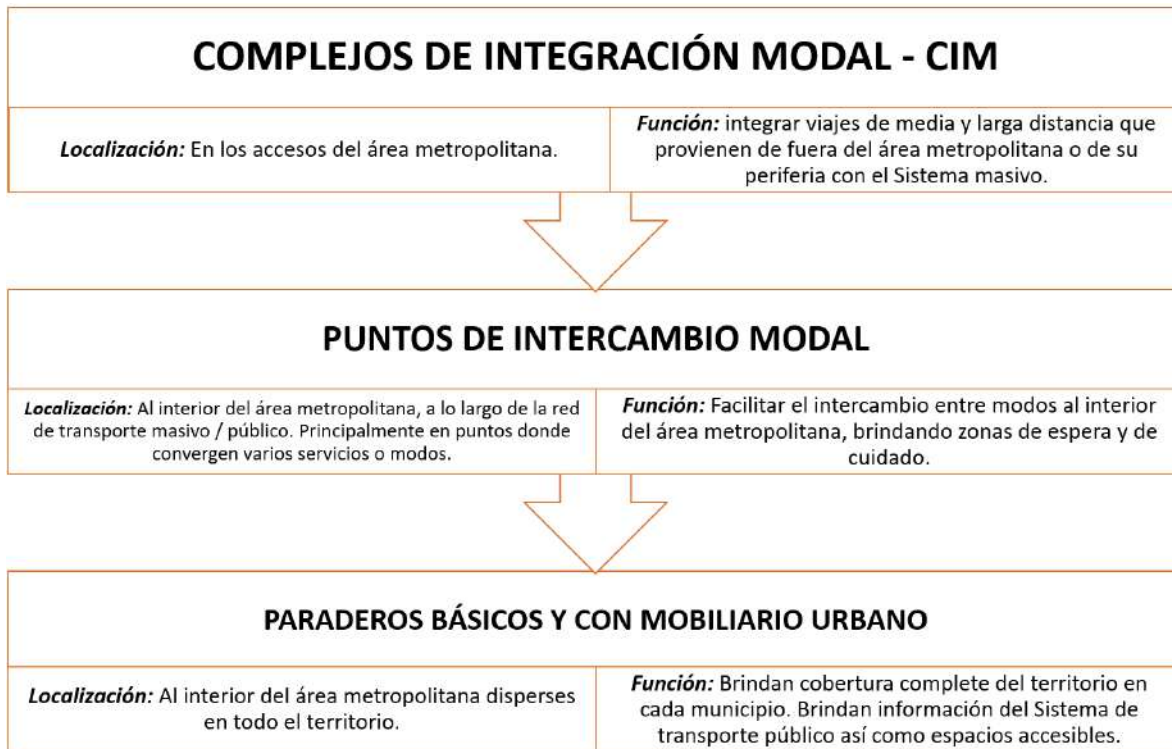 COMPLEJOS DE INTEGRACIÓN MODAL - CIM
Localización: En los accesos del área metropolitana.
Función: integrar viajes de media y larga distancia que
provienen de fuera del área metropolitana o de su
periferia con el Sistema masivo.
PUNTOS DE INTERCAMBIO MODAL
Localización: Al interior del área metropolitana, a lo largo de la red
de transporte masivo / público. Principalmente en puntos donde
convergen varios servicios o modos.
Función: Facilitar el intercambio entre modos al interior
del área metropolitana, brindando zonas de espera y de
cuidado.
PARADEROS BÁSICOS Y CON MOBILIARIO URBANO
Localización: Al interior del área metropolitana disperses
en todo el territorio.
Función: Brindan cobertura complete del territorio en
cada municipio. Brindan información del Sistema de
transporte público así como espacios accesibles.